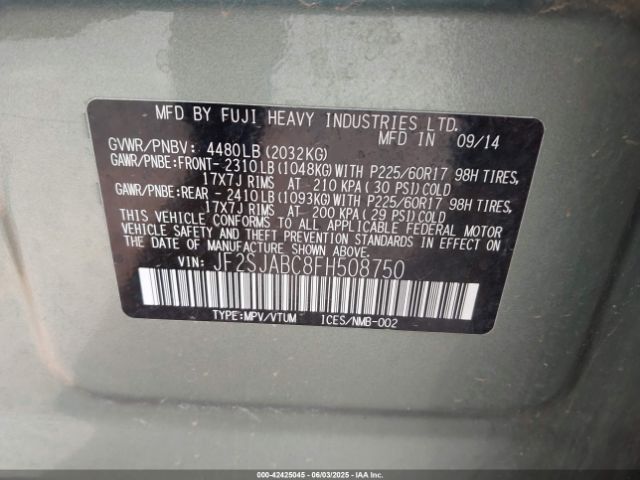 MFD BY FUJI HEAVY INDUSTRIES LTD.
MFD IN 09/14
GVWR/PNBV: 4480LB(2032KG)
GAWR/PNBE:FRONT-2310LB(1048KG)WITH P225/60R17 98H TIRES,
17X7J RIMS AT 210 KPA(30 PSI)COLD
GAWR/PNBE:REAR -2410LB(1093KG)WITH P225/60R17 98H TIRES,
17X7J RIMS AT 200 KPA(29 PSI)COLD
THIS VEHICLE CONFORMS TO ALL APPLICABLE FEDERAL MOTOR
VEHICLE SAFETY AND THEFT PREVENTION STANDARDS IN EFFECT
ON THE DATE OF MANUFACTURE SHOWN ABOVE.
VIN: JF2SJABC8FH508750
TYPE:MPV/VTUM ICES/NMB-002
000-42425045 - 06/03/2025 - IAAI.COM